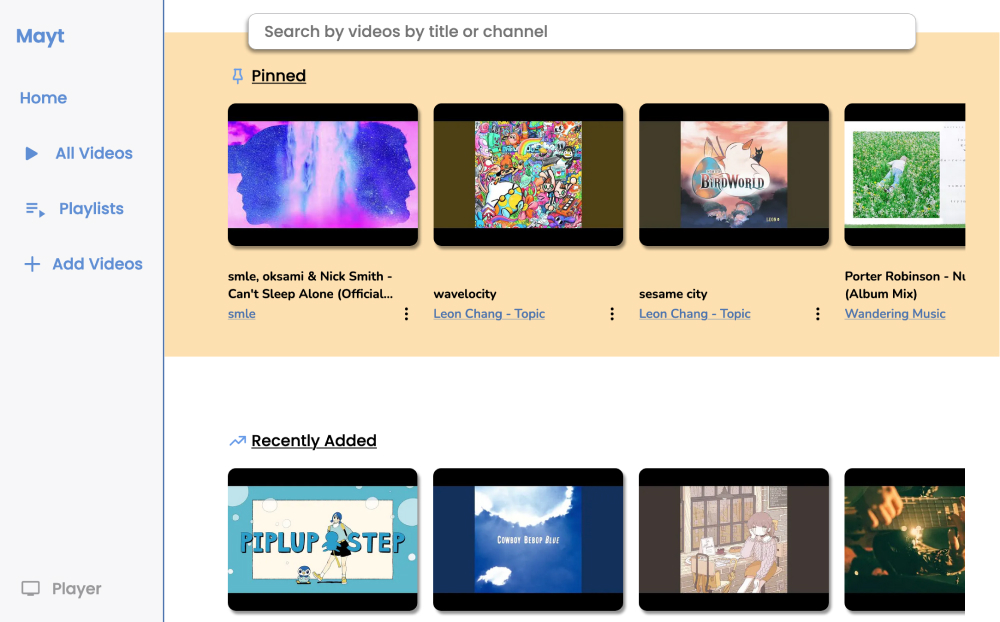 Mayt
Search by videos by title or channel
Home
All Videos
Playlists
Add Videos
Player
Pinned
BIRDWORLD
LEON
smle, oksami & Nick Smith -
Can't Sleep Alone (Official...
smle
wavelocity
Leon Chang - Topic
sesame city
Leon Chang - Topic
Porter Robinson - Nu
(Album Mix)
Wandering Music
Recently Added
PIPLUP STEP
COWBOY BEBOP BLUE